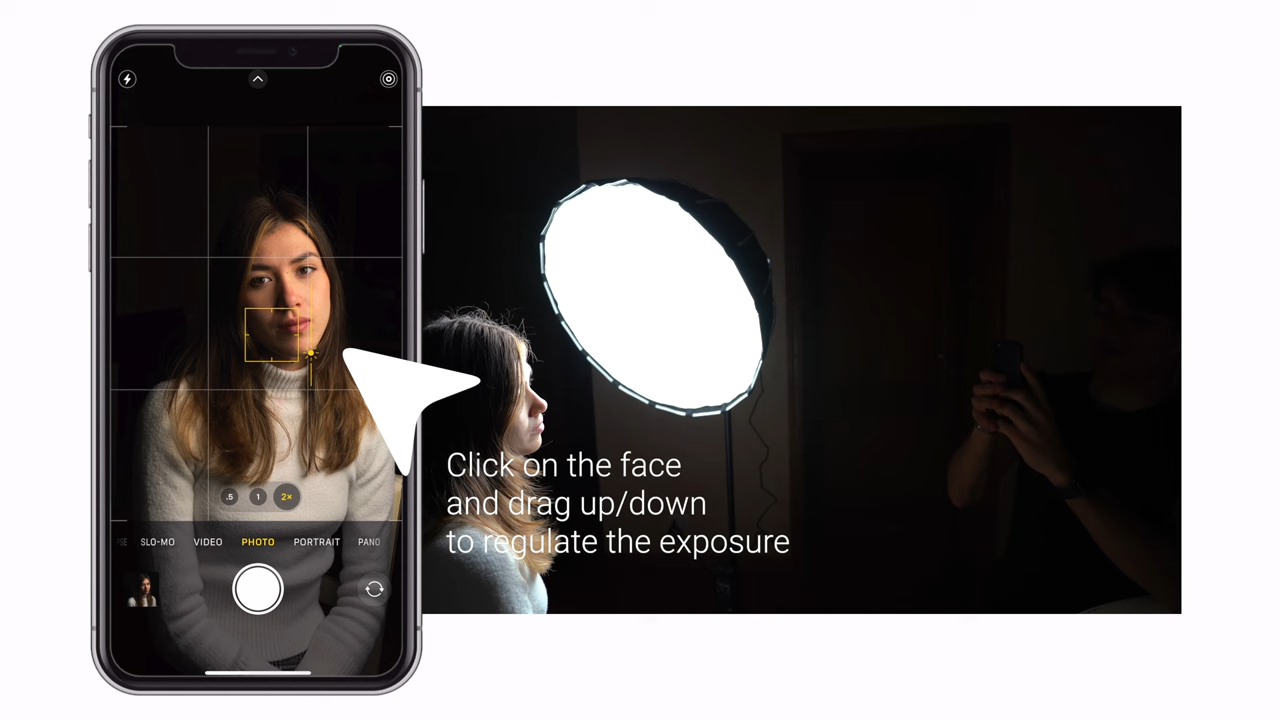 Click on the face
and drag up/down
to regulate the exposure
.5 1 2×
SLO-MO VIDEO PHOTO PORTRAIT PANO